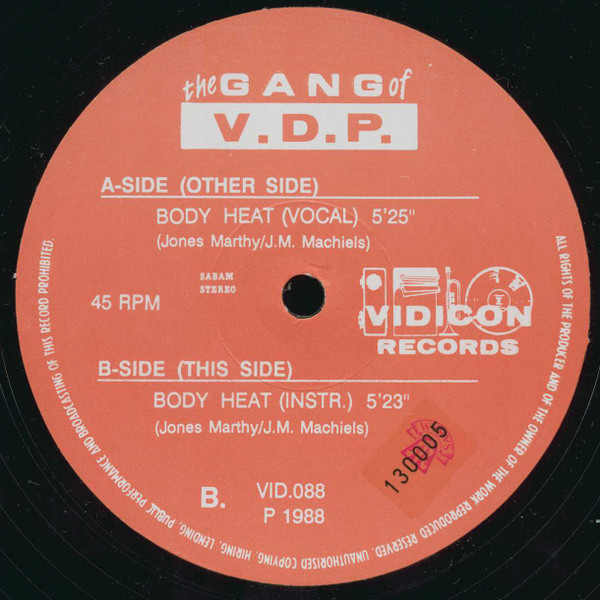 the GANG of
V.D.P.
A-SIDE (OTHER SIDE)
BODY HEAT (VOCAL) 5'25"
(Jones Marthy/J.M. Machiels)
SABAM
STEREO
45 RPM
VIDICON
RECORDS
B-SIDE (THIS SIDE)
BODY HEAT (INSTR.) 5'23"
(Jones Marthy/J.M. Machiels)
130005
B.
VID.088
P 1988
ALL RIGHTS OF THE PRODUCER AND OF THE OWNER OF THE WORK REPRODUCED RESERVED. UNAUTHORISED COPYING, HIRING, LENDING, PUBLIC PERFORMANCE AND BROADCASTING OF THIS RECORD PROHIBITED.